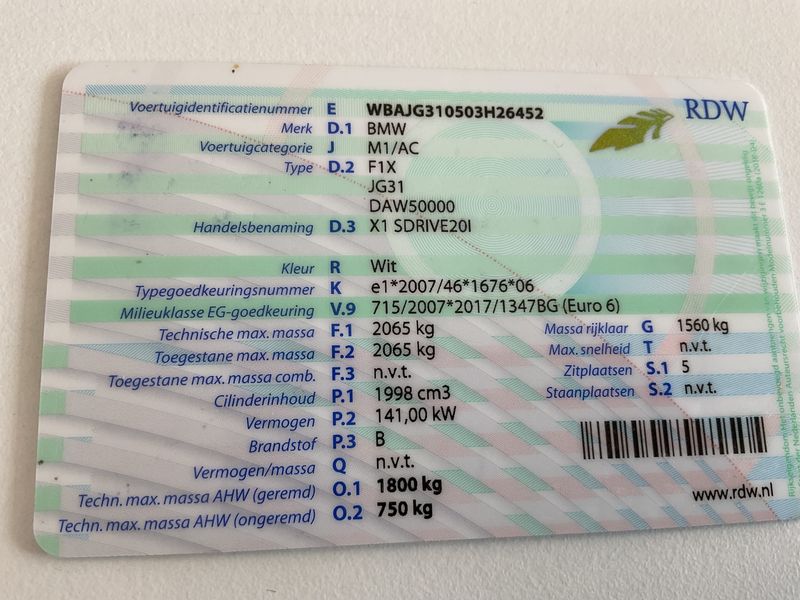 RDW
Voertuigidentificatienummer E WBAJG310503H26452
Merk D.1 BMW
Voertuigcategorie J M1/AC
Type D.2 F1X
JG31
DAW50000
Handelsbenaming D.3 X1 SDRIVE20I
Kleur R Wit
Typegoedkeuringsnummer K e1*2007/46*1676*06
Milieuklasse EG-goedkeuring V.9 715/2007*2017/1347BG (Euro 6)
Technische max. massa F.1 2065 kg Massa rijklaar G 1560 kg
Toegestane max. massa F.2 2065 kg Max. snelheid T n.v.t.
Toegestane max. massa comb. F.3 n.v.t. Zitplaatsen S.1 5
Cilinderinhoud P.1 1998 cm3 Staanplaatsen S.2 n.v.t.
Vermogen P.2 141,00 kW
Brandstof P.3 B
Vermogen/massa Q n.v.t.
Techn. max. massa AHW (geremd) O.1 1800 kg
Techn. max. massa AHW (ongeremd) O.2 750 kg
www.rdw.nl